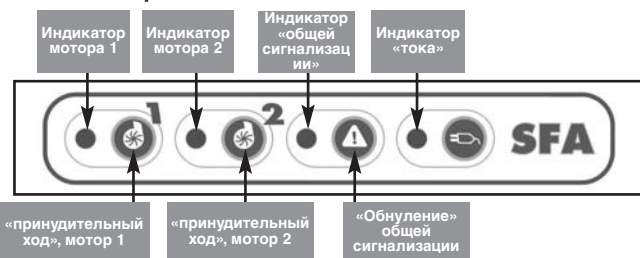 Индикатор
мотора 1
Индикатор
мотора 2
Индикатор
«общей
сигнализац
ии»
Индикатор
«тока»
1
2
SFA
«принудительный
ход», мотор 1
«принудительный
ход», мотор 2
«Обнуление»
общей
сигнализации